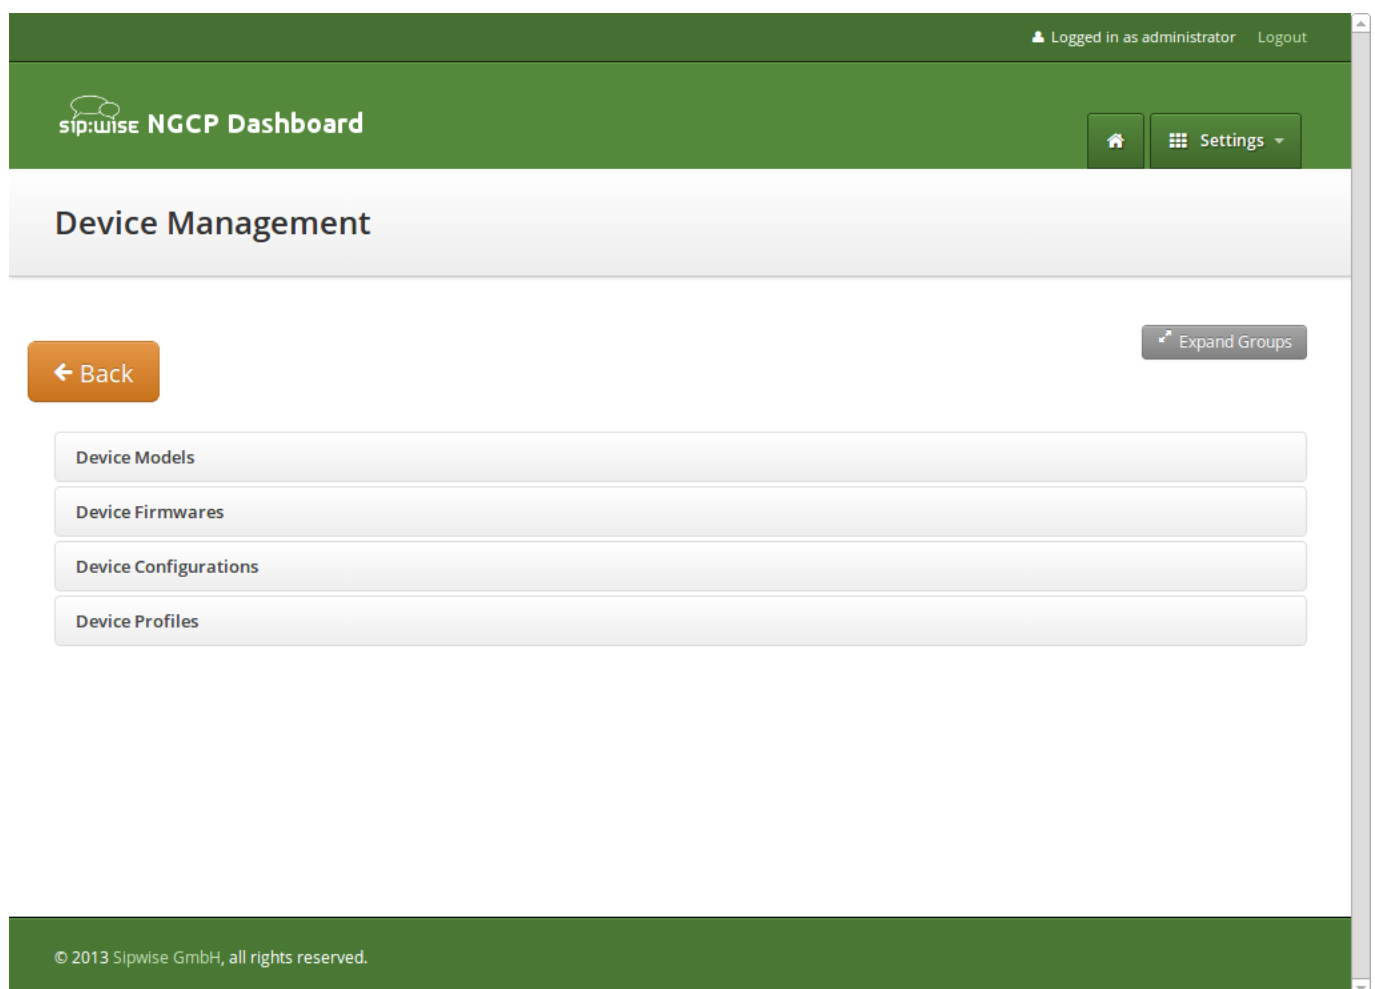 Logged in as administrator Logout
sip:wise NGCP Dashboard
Settings
Device Management
Expand Groups
Back
Device Models
Device Firmwares
Device Configurations
Device Profiles
© 2013 Sipwise GmbH, all rights reserved.